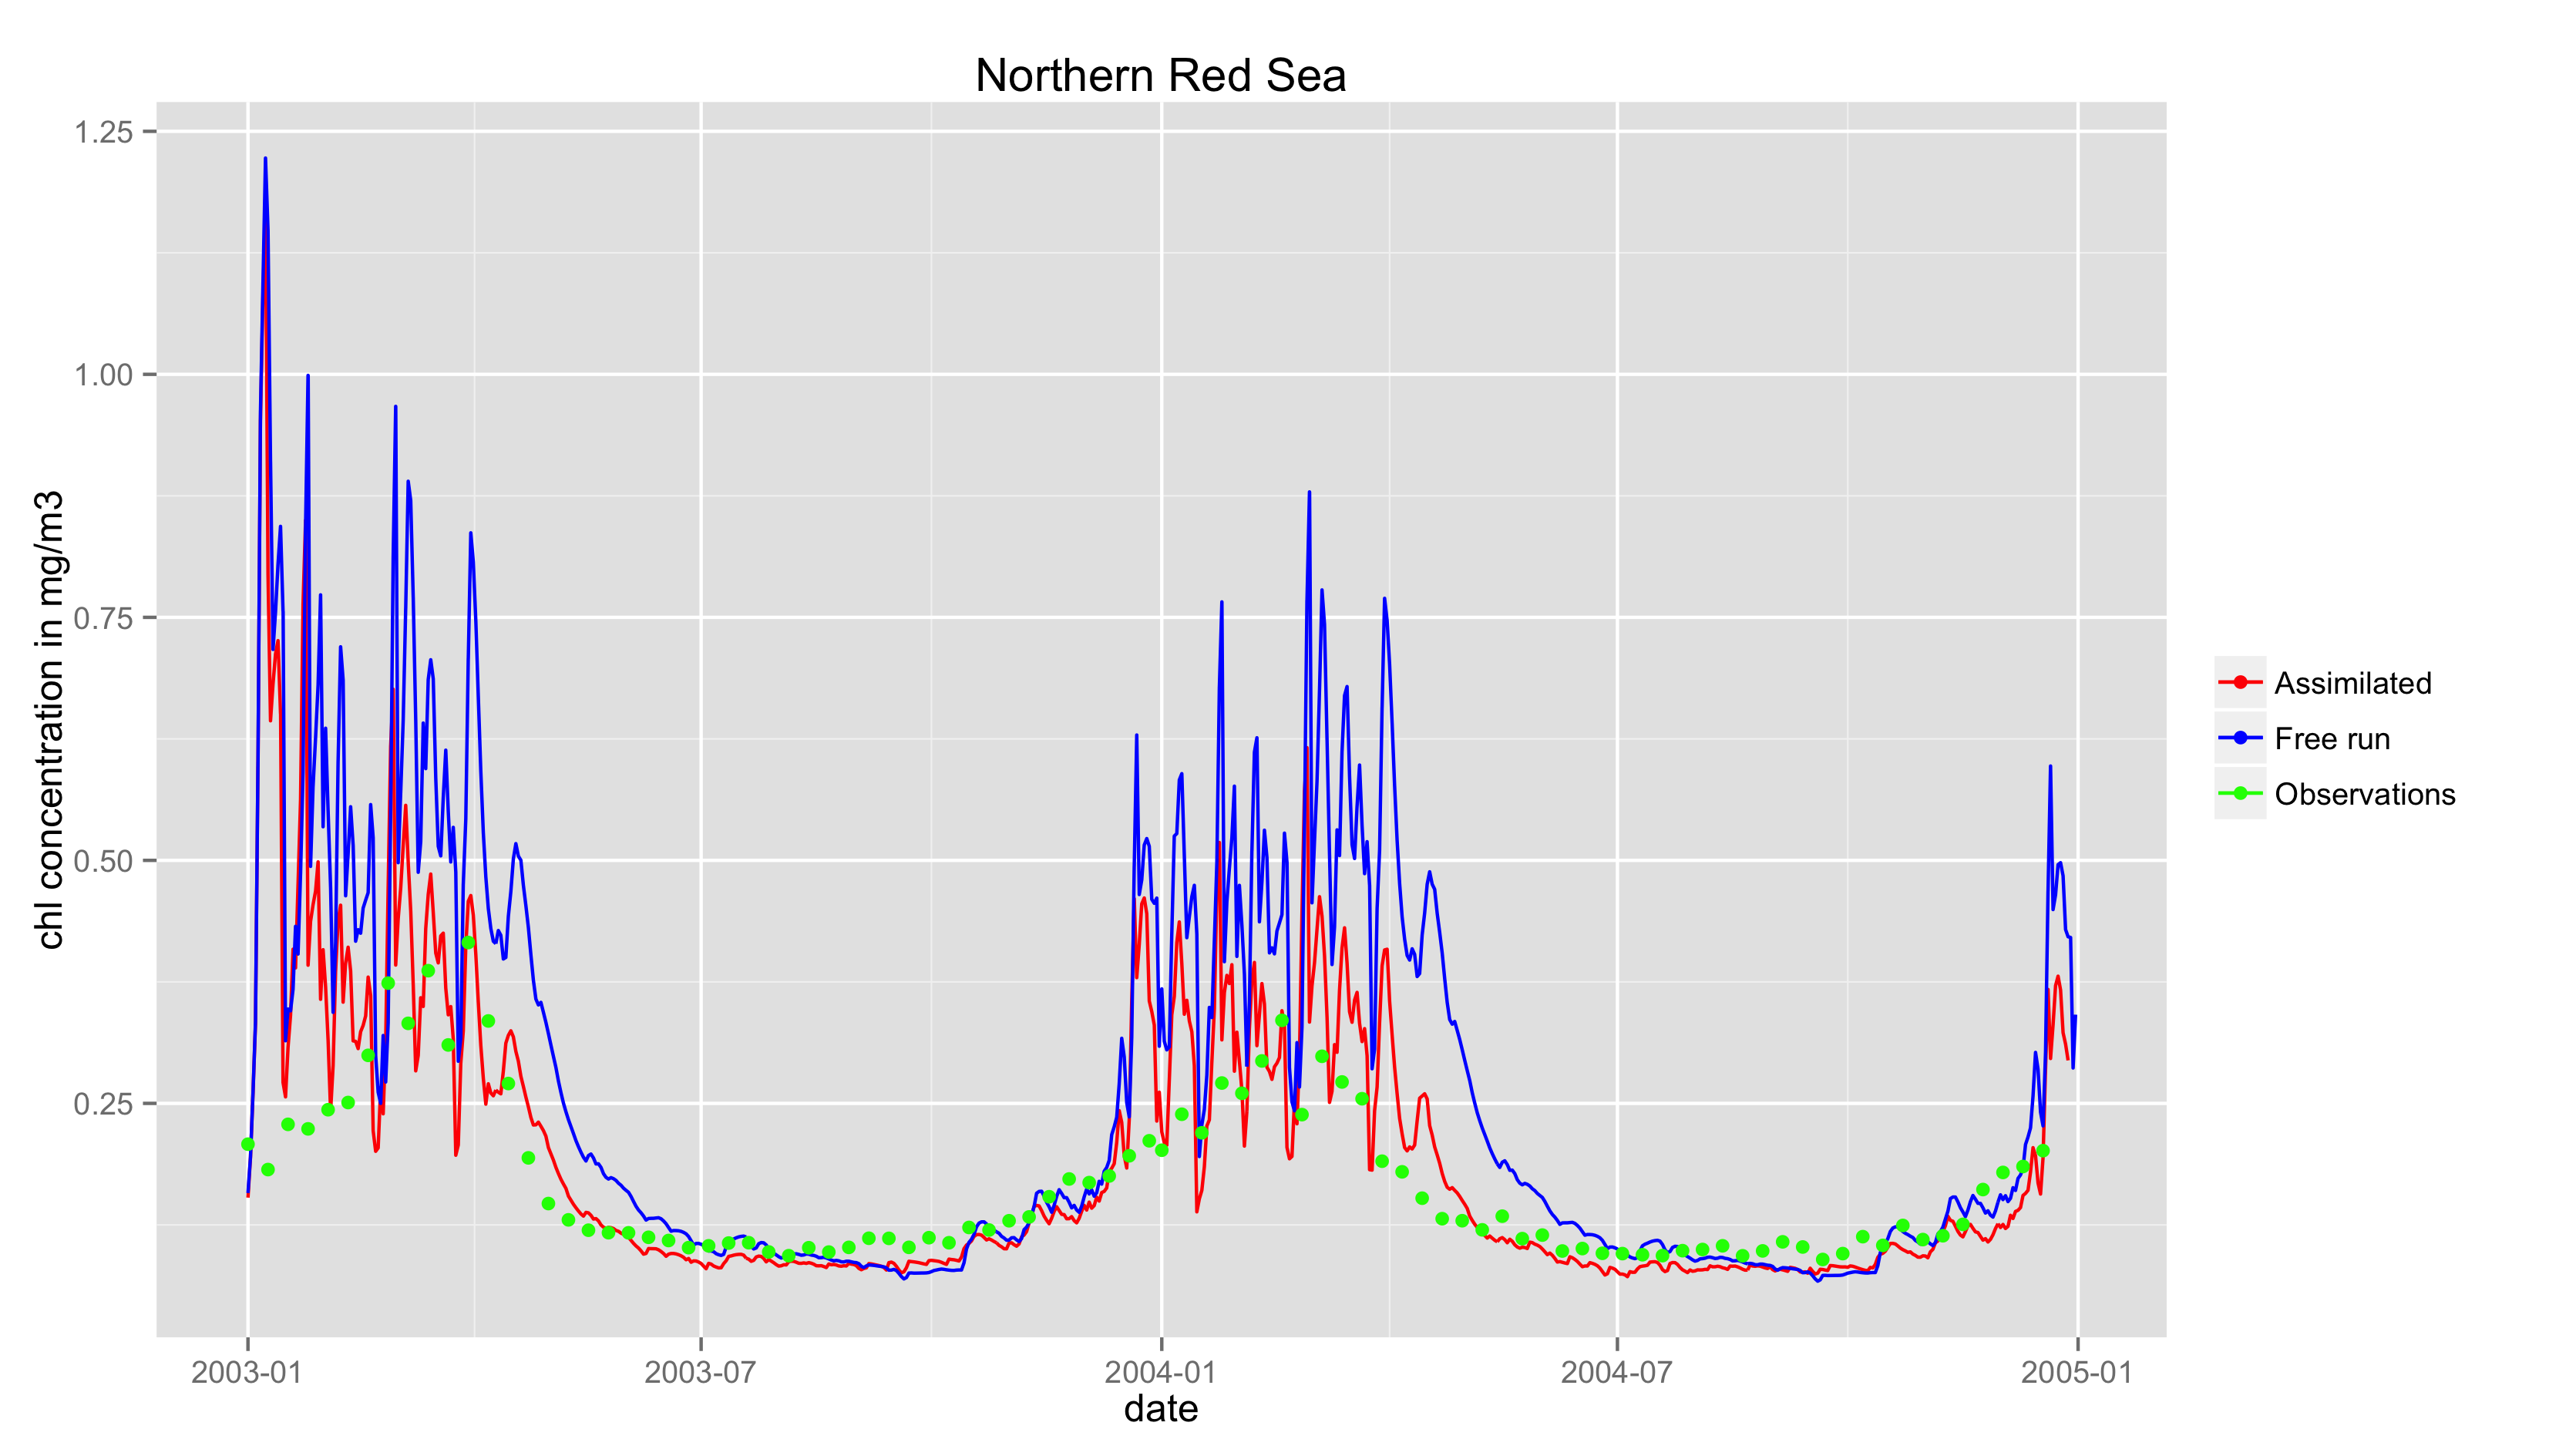 Northern Red Sea
chl concentration in mg/m3
1.25
1.00
0.75
0.50
0.25
2003-01
2003-07
2004-01
2004-07
2005-01
date
Assimilated
Free run
Observations